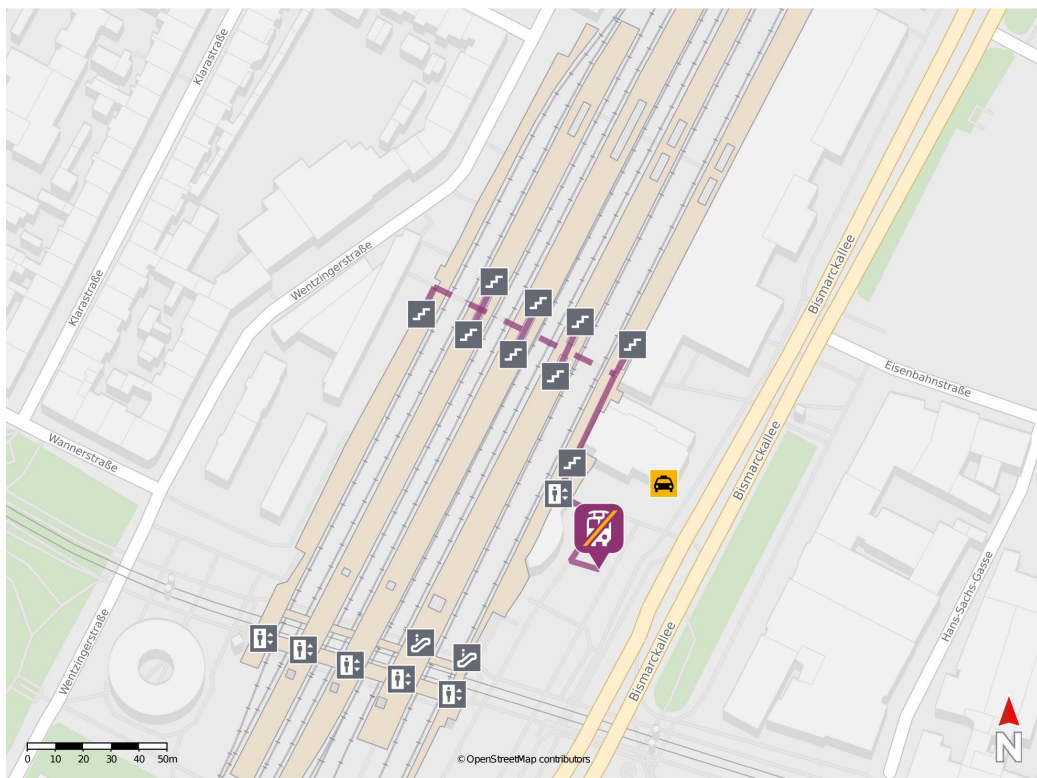 Klarastraße
Klarastraße
Wentzingerstraße
Bismarckallee
Eisenbahnstraße
Wannerstraße
Bismarckallee
Hans-Sachs-Gasse
Wentzingerstraße
Bismarckallee
0 10 20 30 40 50m
© OpenStreetMap contributors
N